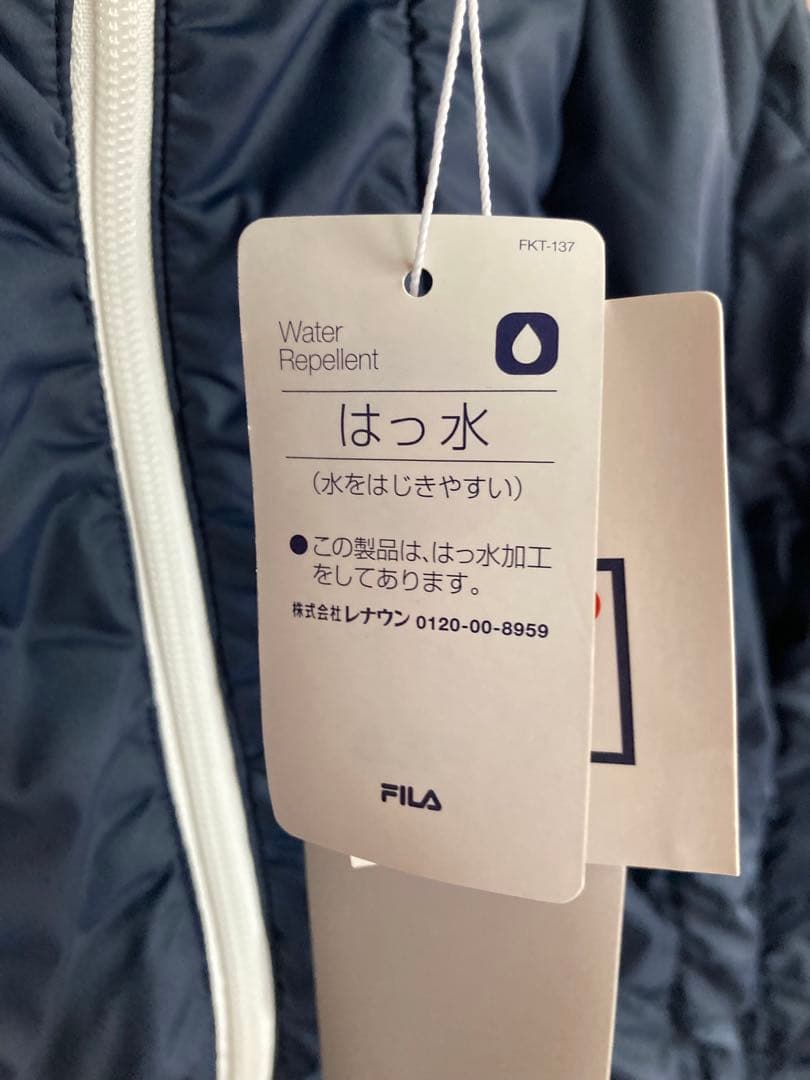 FKT-137
Water
Repellent
はっ水
(水をはじきやすい)
●この製品は、はっ水加工
をしてあります。
株式会社レナウン 0120-00-8959
FILA